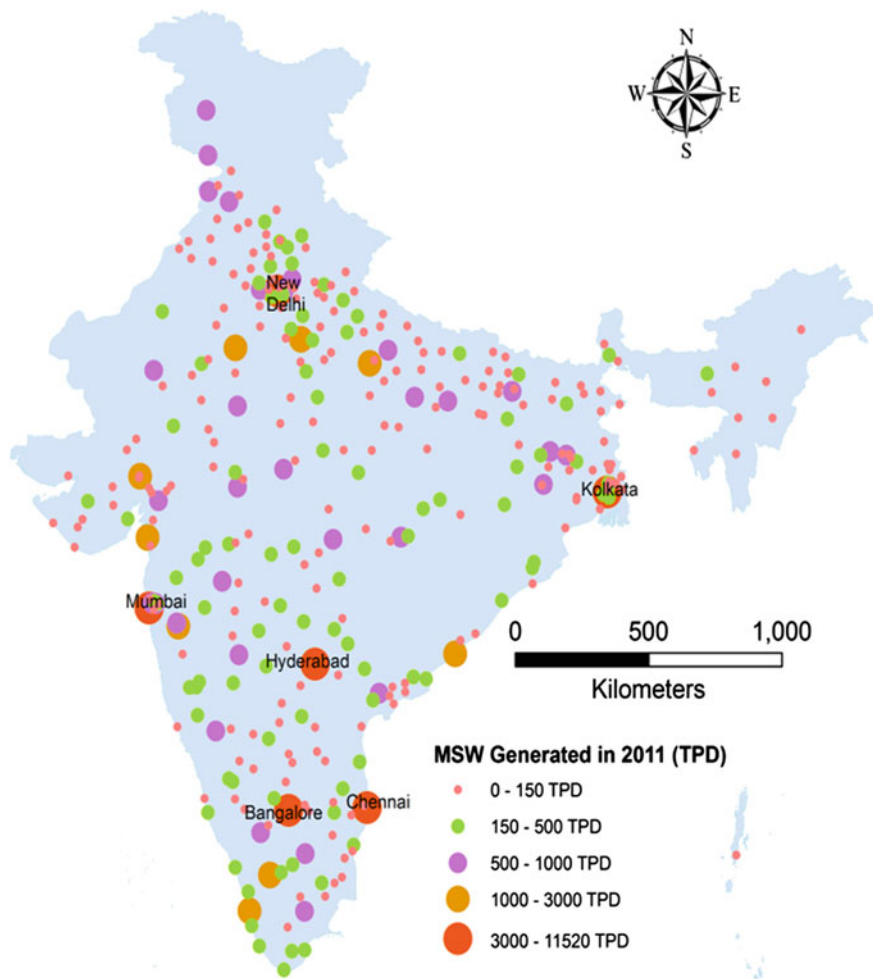 N
W E
S
New
Delhi
Kolkata
Mumbai
Hyderabad
0 500 1,000
Kilometers
MSW Generated in 2011 (TPD)
0 - 150 TPD
Bangalore Chennai
150 - 500 TPD
500 - 1000 TPD
1000 - 3000 TPD
3000 - 11520 TPD